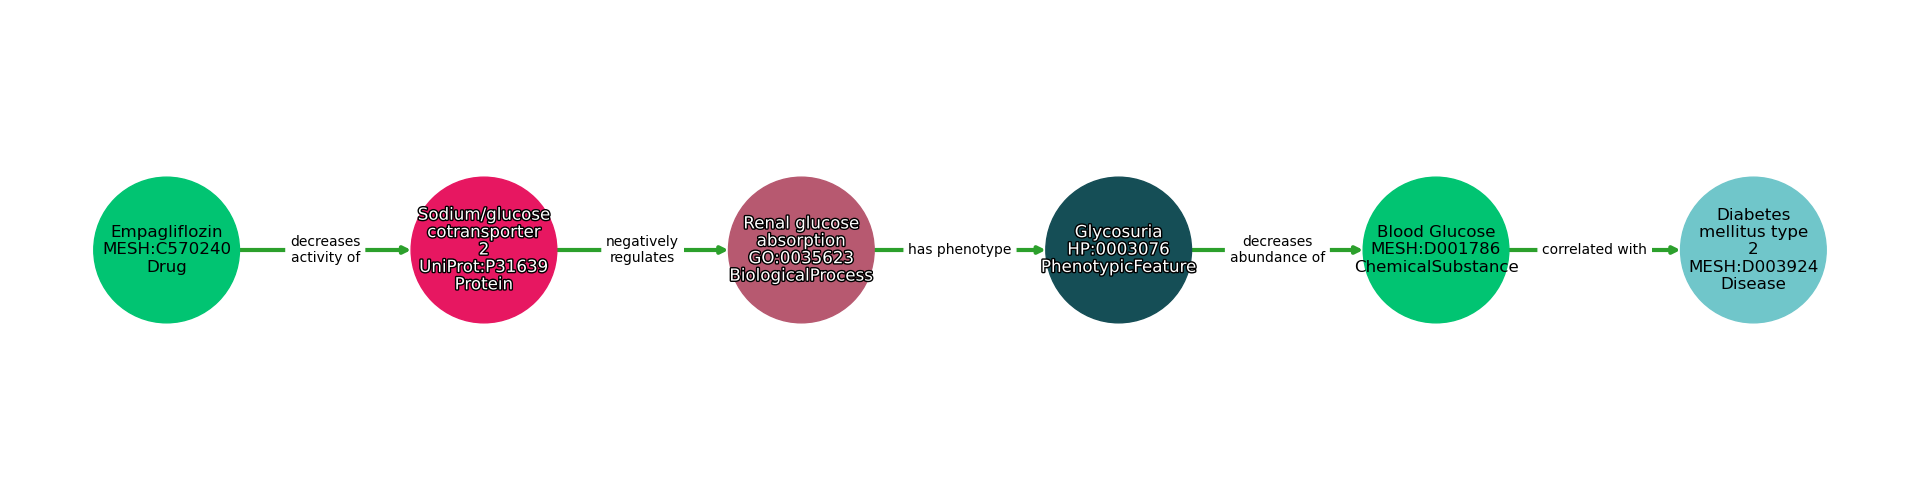 Empagliflozin
MESH:C570240
Drug
decreases
activity of
Sodium/glucose
cotransporter
2
UniProt:P31639
Protein
negatively
regulates
Renal glucose
absorption
GO:0035623
BiologicalProcess
has phenotype
Glycosuria
HP:0003076
PhenotypicFeature
decreases
abundance of
Blood Glucose
MESH:D001786
ChemicalSubstance
correlated with
Diabetes
mellitus type
2
MESH:D003924
Disease